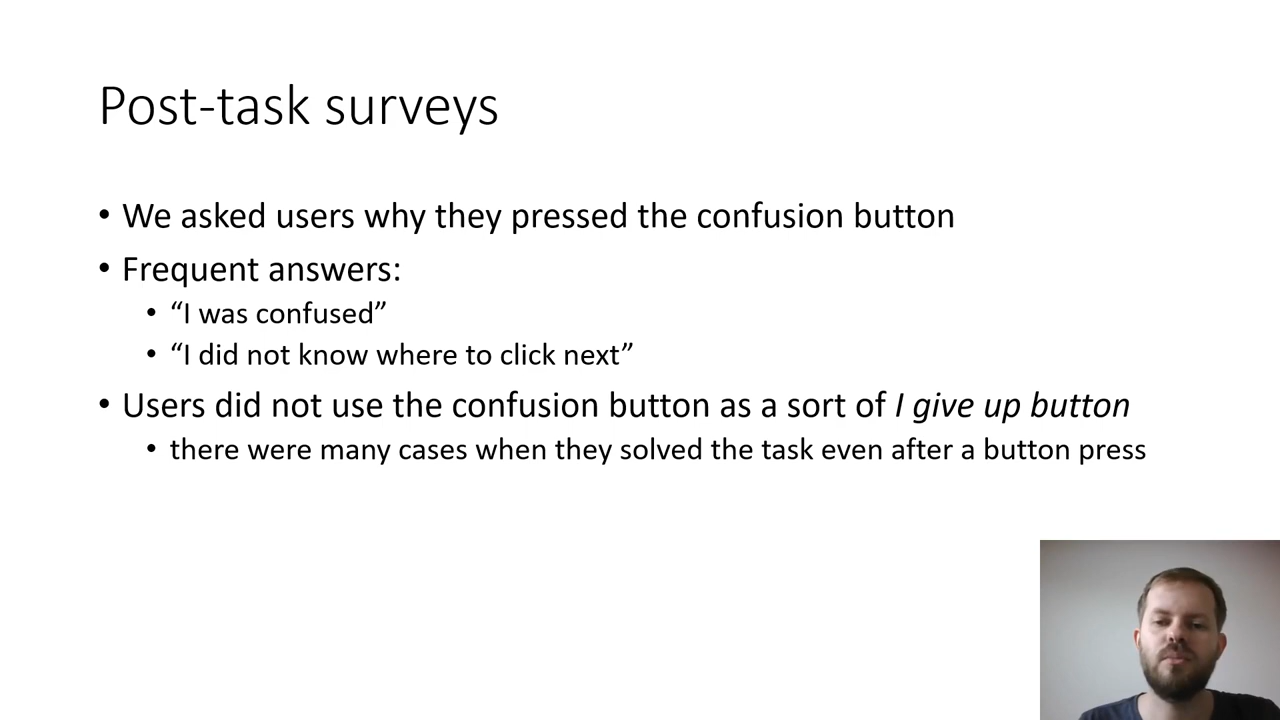 Post-task surveys
• We asked users why they pressed the confusion button
• Frequent answers:
• “I was confused”
• “I did not know where to click next”
• Users did not use the confusion button as a sort of I give up button
• there were many cases when they solved the task even after a button press